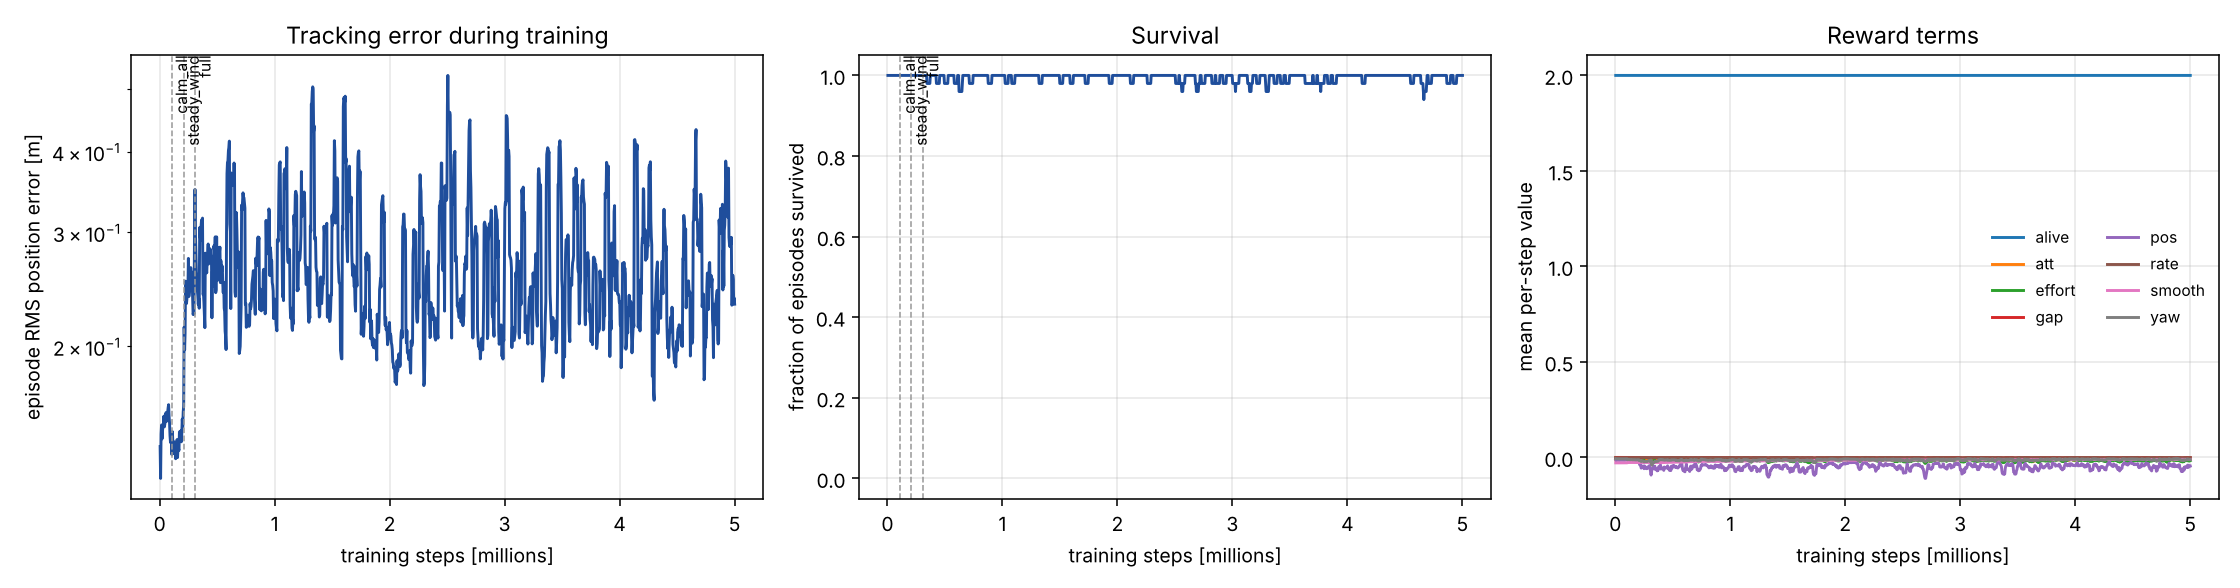 Tracking error during training
episode RMS position error [m]
4 × 10⁻¹
3 × 10⁻¹
2 × 10⁻¹
calm_all
steady_wind
full
0 1 2 3 4 5
training steps [millions]
Survival
fraction of episodes survived
1.0
0.8
0.6
0.4
0.2
0.0
calm_all
steady_wind
full
0 1 2 3 4 5
training steps [millions]
Reward terms
mean per-step value
2.0
1.5
1.0
0.5
0.0
alive pos
att rate
effort smooth
gap yaw
0 1 2 3 4 5
training steps [millions]